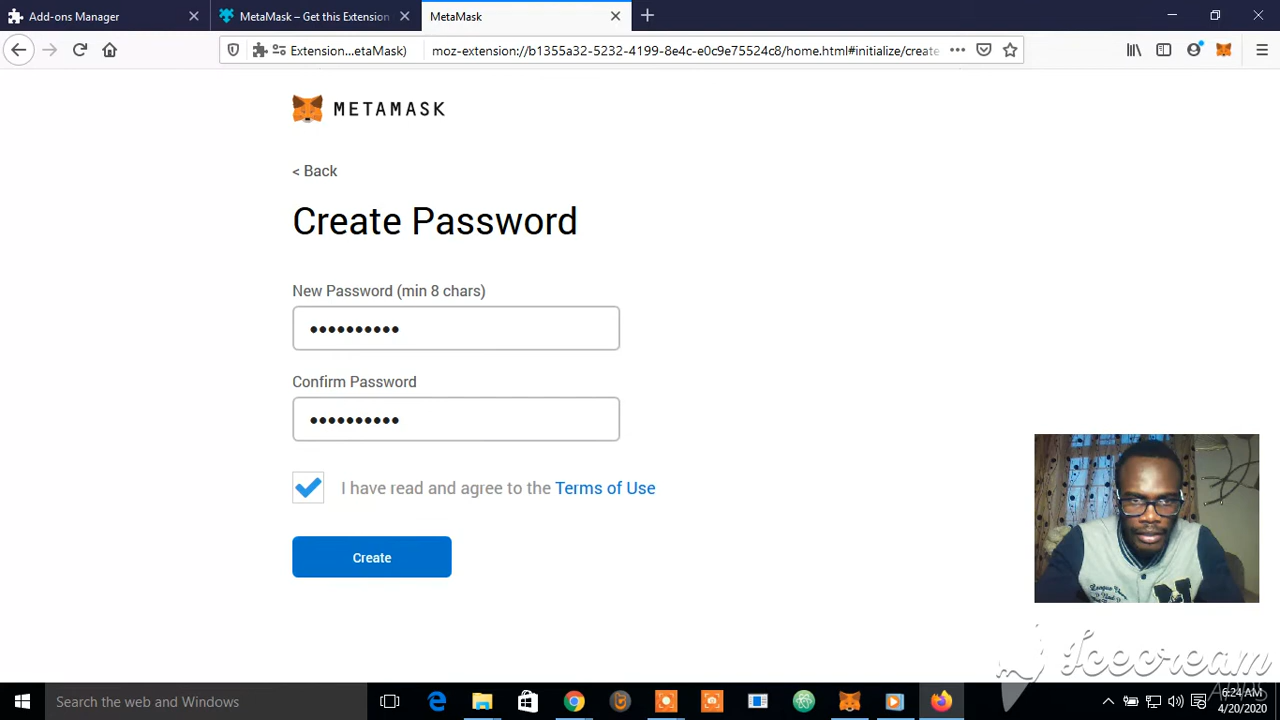 Add-ons Manager
MetaMask – Get this Extension
MetaMask
Extension...etaMask)
moz-extension://b1355a32-5232-4199-8e4c-e0c9e75524c8/home.html#initialize/create
METAMASK
< Back
Create Password
New Password (min 8 chars)
••••••••••
Confirm Password
••••••••••
I have read and agree to the Terms of Use
Create
Icecream
APPS
Search the web and Windows
6:24 AM
4/20/2020